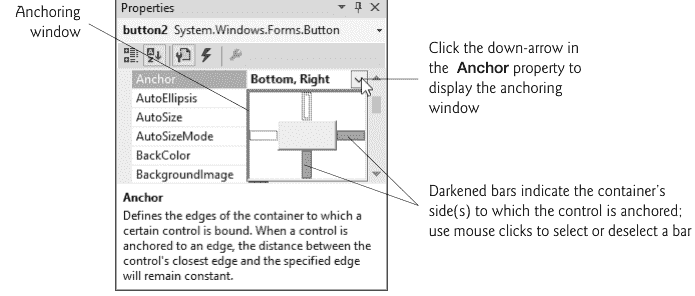 Anchoring
window
Properties
button2 System.Windows.Forms.Button
Anchor Bottom, Right
AutoEllipsis
AutoSize
AutoSizeMode
BackColor
BackgroundImage
Anchor
Defines the edges of the container to which a
certain control is bound. When a control is
anchored to an edge, the distance between the
control's closest edge and the specified edge
will remain constant.
Click the down-arrow in
the Anchor property to
display the anchoring
window
Darkened bars indicate the container's
side(s) to which the control is anchored;
use mouse clicks to select or deselect a bar